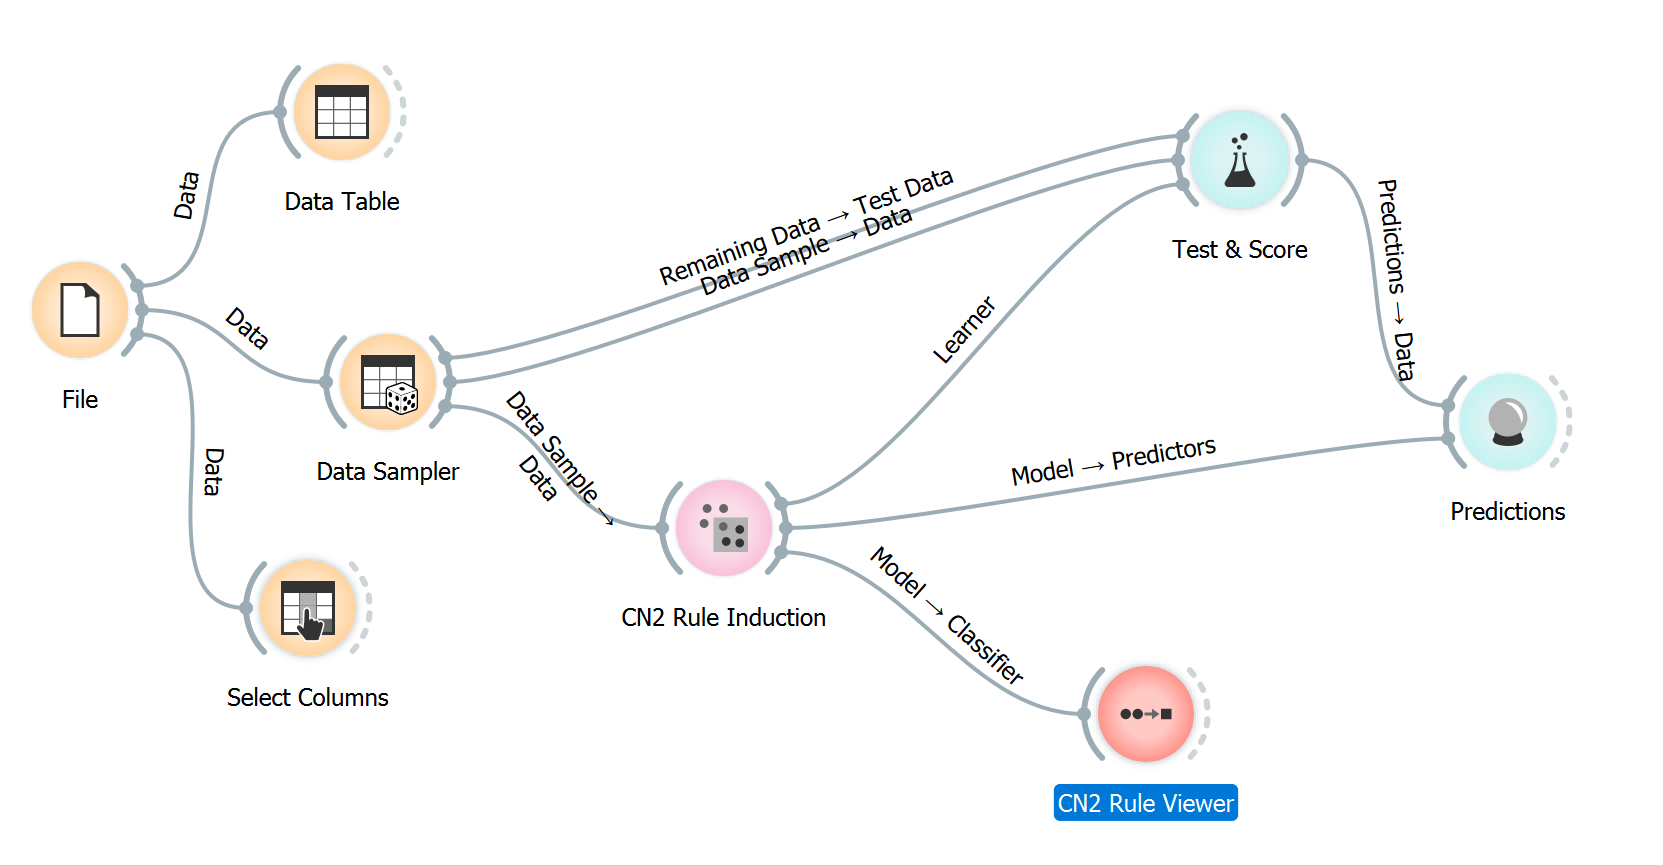 Data
Data Table
Data
File
Data
Data Sampler
Data
Select Columns
Remaining Data → Test Data
Data Sample → Data
Data Sample →
Data
CN2 Rule Induction
Learner
Test & Score
Predictions → Data
Model → Predictors
Predictions
Model → Classifier
CN2 Rule Viewer